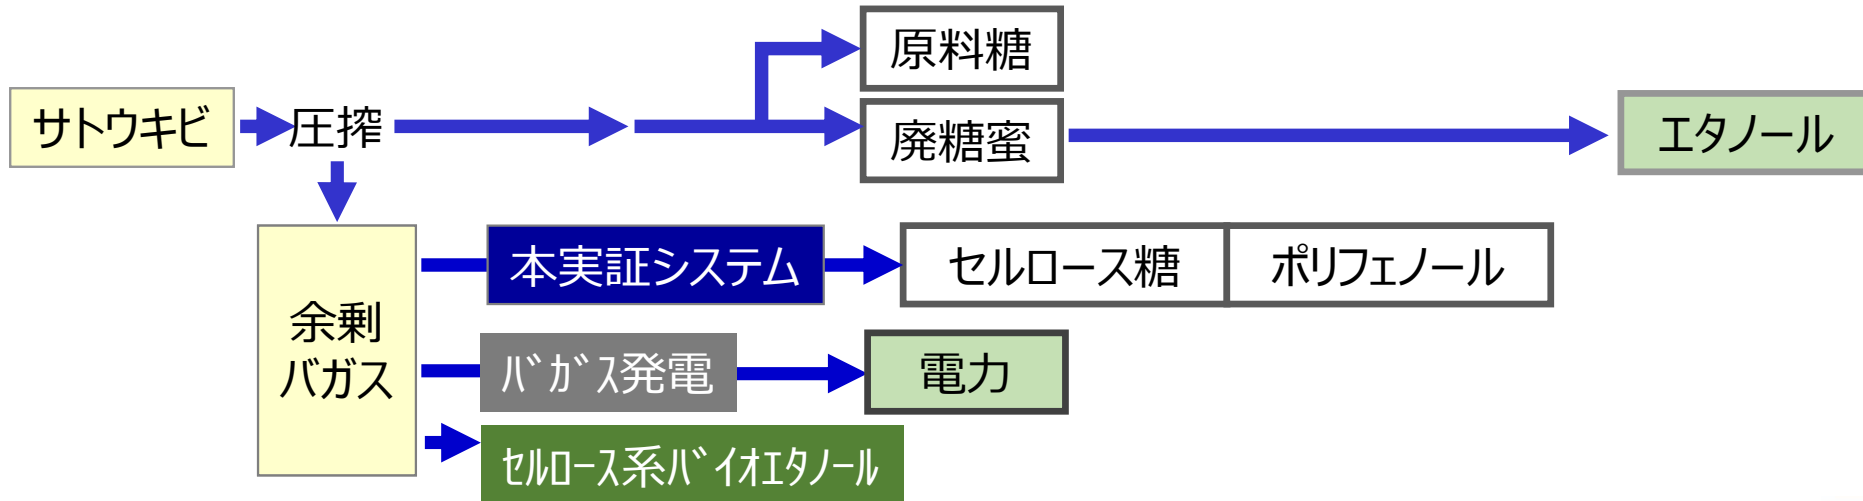 原料糖
サトウキビ
圧搾
廃糖蜜
エタノール
本実証システム
セルロース糖
ポリフェノール
余剰
バガス
ﾊﾞｶﾞｽ発電
電力
ｾﾙﾛｰｽ系ﾊﾞｲｵｴﾀﾉｰﾙ